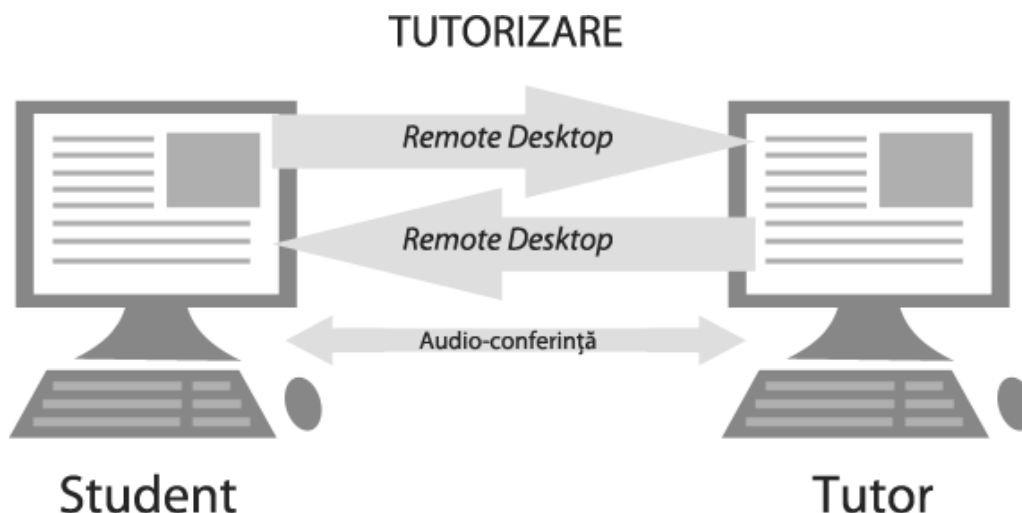 TUTORIZARE
Remote Desktop
Remote Desktop
Audio-conferință
Student
Tutor